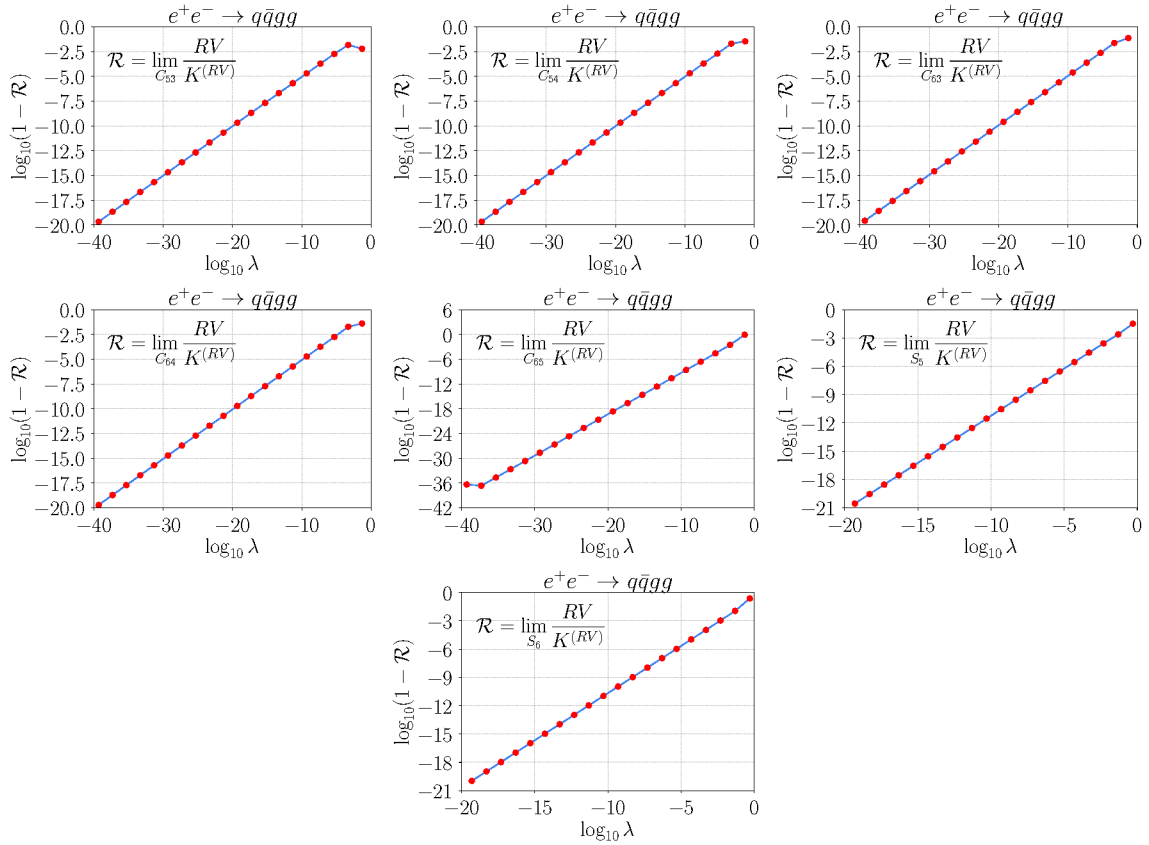 e⁺e⁻ → qq̄gg
0.0
−2.5
−5.0
−7.5
−10.0
−12.5
−15.0
−17.5
−20.0
log₁₀(1 − ℛ)
ℛ = lim_{C₅₃} RV / K^{(RV)}
−40 −30 −20 −10 0
log₁₀ λ
e⁺e⁻ → qq̄gg
0.0
−2.5
−5.0
−7.5
−10.0
−12.5
−15.0
−17.5
−20.0
log₁₀(1 − ℛ)
ℛ = lim_{C₅₄} RV / K^{(RV)}
−40 −30 −20 −10 0
log₁₀ λ
e⁺e⁻ → qq̄gg
0.0
−2.5
−5.0
−7.5
−10.0
−12.5
−15.0
−17.5
−20.0
log₁₀(1 − ℛ)
ℛ = lim_{C₆₃} RV / K^{(RV)}
−40 −30 −20 −10 0
log₁₀ λ
e⁺e⁻ → qq̄gg
0.0
−2.5
−5.0
−7.5
−10.0
−12.5
−15.0
−17.5
−20.0
log₁₀(1 − ℛ)
ℛ = lim_{C₆₄} RV / K^{(RV)}
−40 −30 −20 −10 0
log₁₀ λ
e⁺e⁻ → qq̄gg
6
0
−6
−12
−18
−24
−30
−36
−42
log₁₀(1 − ℛ)
ℛ = lim_{C₆₅} RV / K^{(RV)}
−40 −30 −20 −10 0
log₁₀ λ
e⁺e⁻ → qq̄gg
0
−3
−6
−9
−12
−15
−18
−21
log₁₀(1 − ℛ)
ℛ = lim_{S₅} RV / K^{(RV)}
−20 −15 −10 −5 0
log₁₀ λ
e⁺e⁻ → qq̄gg
0
−3
−6
−9
−12
−15
−18
−21
log₁₀(1 − ℛ)
ℛ = lim_{S₆} RV / K^{(RV)}
−20 −15 −10 −5 0
log₁₀ λ